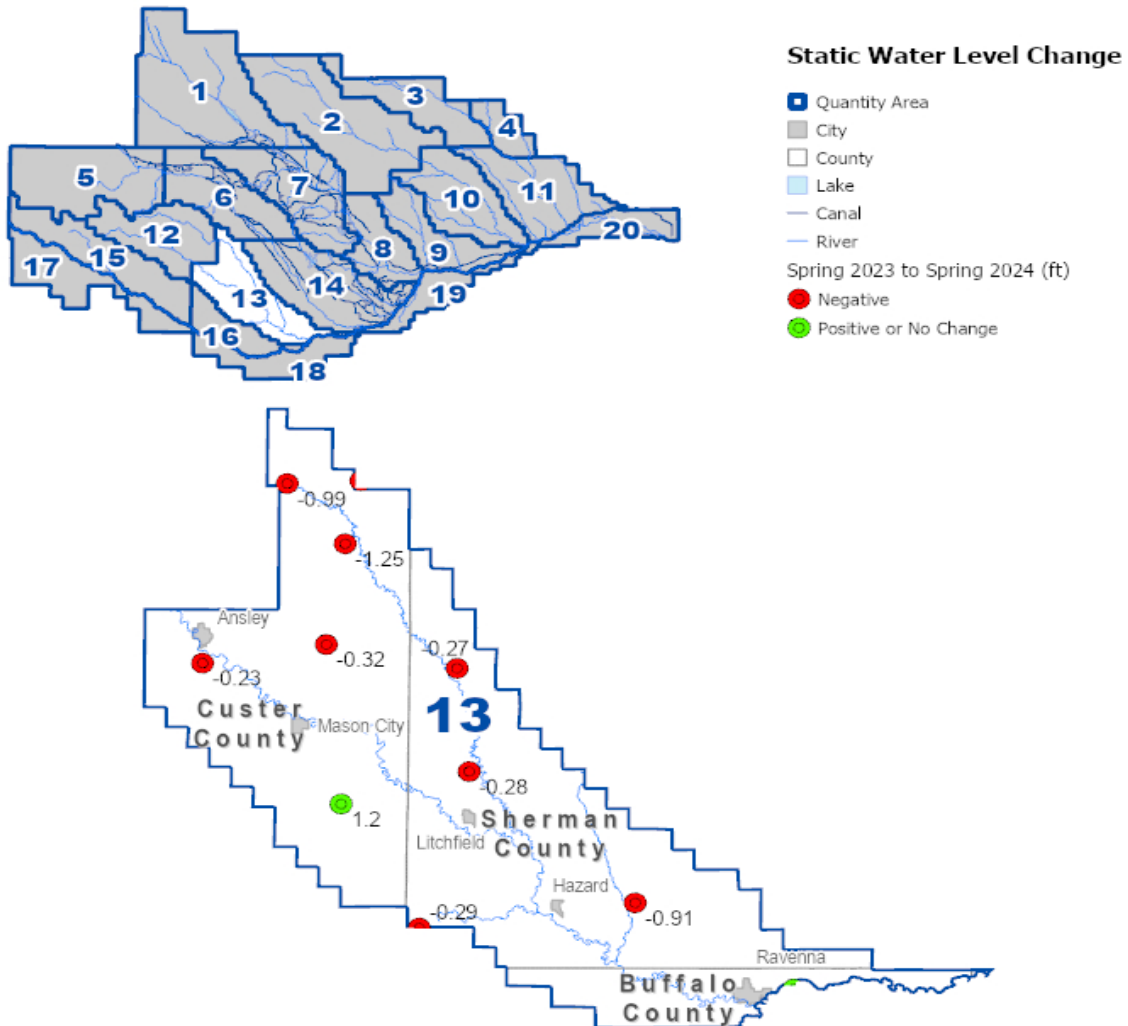 Static Water Level Change
Quantity Area
City
County
Lake
Canal
River
Spring 2023 to Spring 2024 (ft)
Negative
Positive or No Change
1
2
3
4
5
6
7
8
9
10
11
12
13
14
15
16
17
18
19
20
-0.99
-1.25
Ansley
-0.32
-0.27
-0.23
Custer
County
Mason City
13
-0.28
1.2
Sherman
County
Litchfield
Hazard
-0.29
-0.91
Ravenna
Buffalo
County